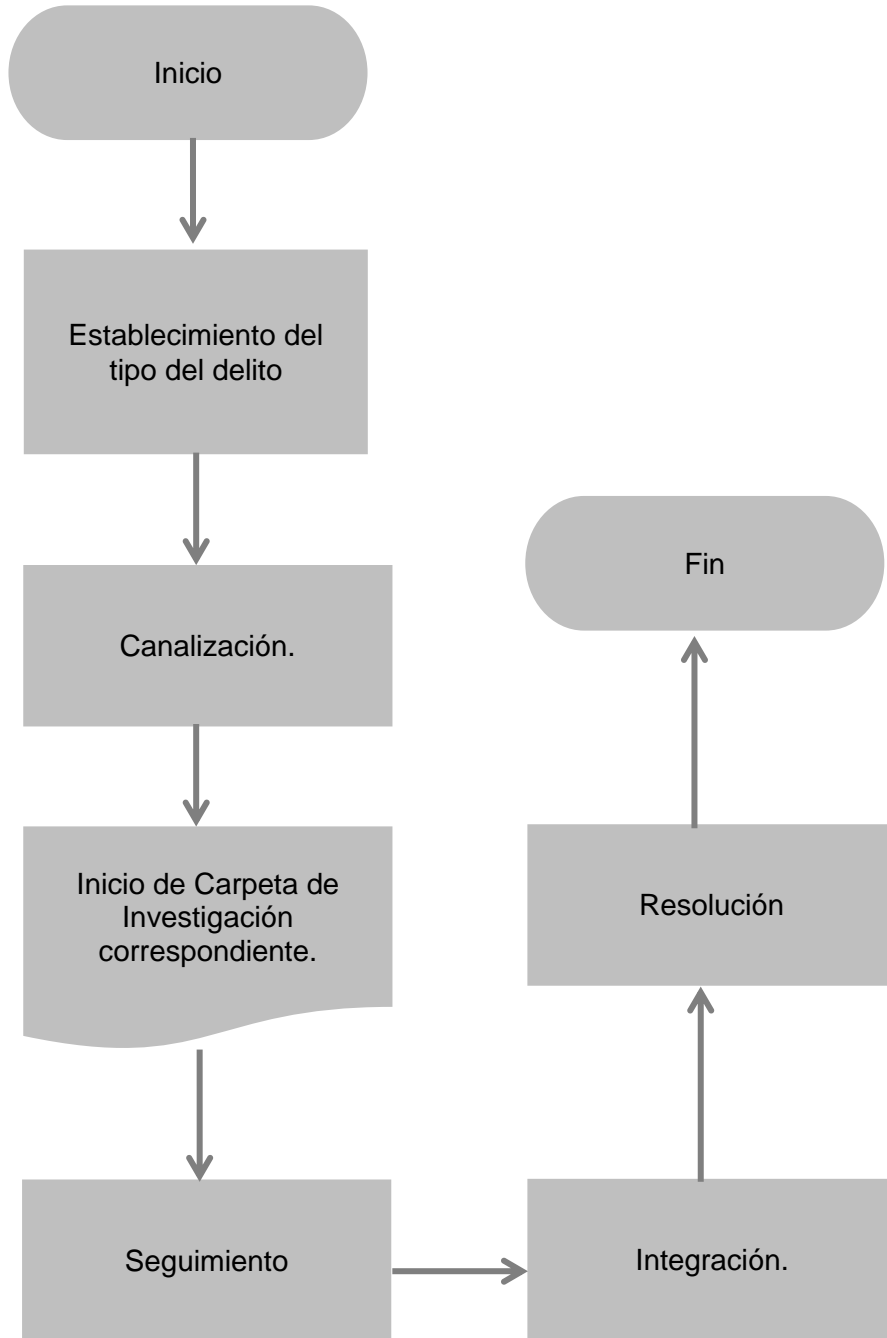 Inicio
Establecimiento del
tipo del delito
Canalización.
Inicio de Carpeta de
Investigación
correspondiente.
Seguimiento
Integración.
Resolución
Fin